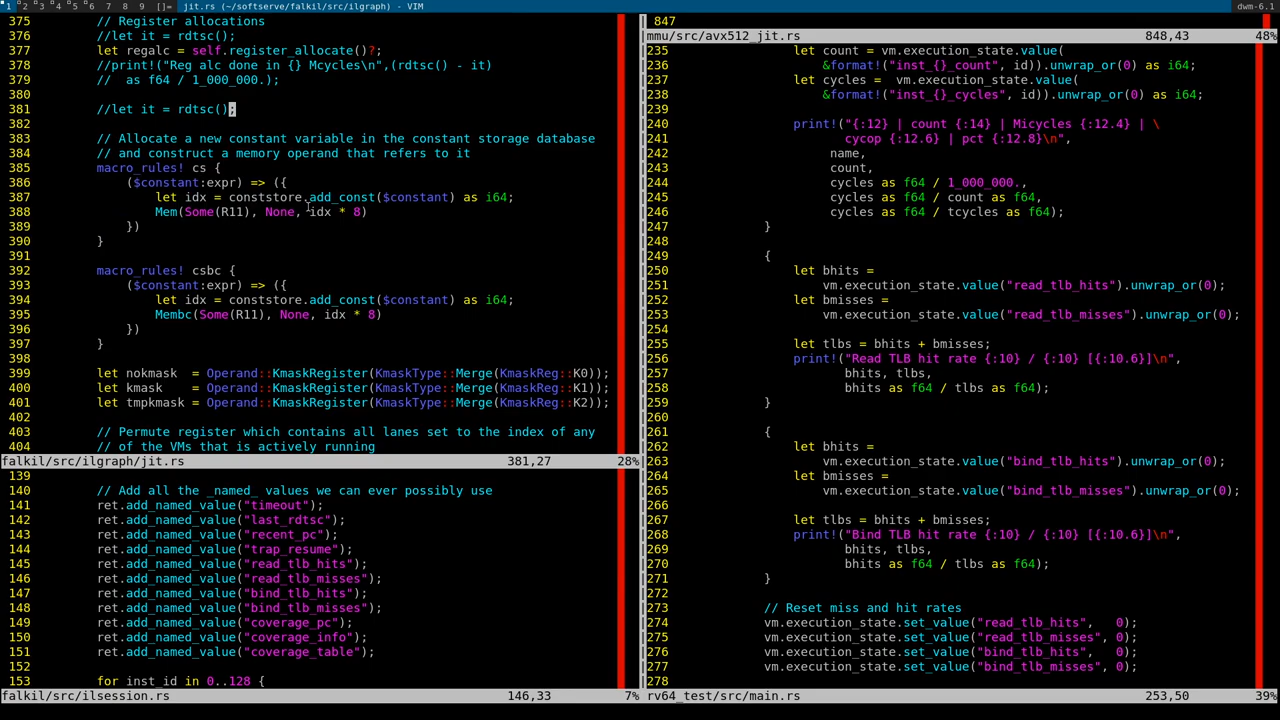 1 2 3 4 5 6 7 8 9 []= jit.rs (~/softserve/falkil/src/ilgraph) - VIM dwm-6.1
375 // Register allocations
376 //let it = rdtsc();
377 let regalc = self.register_allocate()?;
378 //print!("Reg alc done in {} Mcycles\n",(rdtsc() - it)
379 // as f64 / 1_000_000.);
380
381 //let it = rdtsc();
382
383 // Allocate a new constant variable in the constant storage database
384 // and construct a memory operand that refers to it
385 macro_rules! cs {
386 ($constant:expr) => ({
387 let idx = conststore.add_const($constant) as i64;
388 Mem(Some(R11), None, idx * 8)
389 })
390 }
391
392 macro_rules! csbc {
393 ($constant:expr) => ({
394 let idx = conststore.add_const($constant) as i64;
395 Membc(Some(R11), None, idx * 8)
396 })
397 }
398
399 let nokmask = Operand::KmaskRegister(KmaskType::Merge(KmaskReg::K0));
400 let kmask = Operand::KmaskRegister(KmaskType::Merge(KmaskReg::K1));
401 let tmpkmask = Operand::KmaskRegister(KmaskType::Merge(KmaskReg::K2));
402
403 // Permute register which contains all lanes set to the index of any
404 // of the VMs that is actively running
falkil/src/ilgraph/jit.rs 381,27 28%
139
140 // Add all the _named_ values we can ever possibly use
141 ret.add_named_value("timeout");
142 ret.add_named_value("last_rdtsc");
143 ret.add_named_value("recent_pc");
144 ret.add_named_value("trap_resume");
145 ret.add_named_value("read_tlb_hits");
146 ret.add_named_value("read_tlb_misses");
147 ret.add_named_value("bind_tlb_hits");
148 ret.add_named_value("bind_tlb_misses");
149 ret.add_named_value("coverage_pc");
150 ret.add_named_value("coverage_info");
151 ret.add_named_value("coverage_table");
152
153 for inst_id in 0..128 {
falkil/src/ilsession.rs 146,33 7%
847
mmu/src/avx512_jit.rs 848,43 48%
235 let count = vm.execution_state.value(
236 &format!("inst_{}_count", id)).unwrap_or(0) as i64;
237 let cycles = vm.execution_state.value(
238 &format!("inst_{}_cycles", id)).unwrap_or(0) as i64;
239
240 print!("{:12} | count {:14} | Micycles {:12.4} | \
241 cycop {:12.6} | pct {:12.8}\n",
242 name,
243 count,
244 cycles as f64 / 1_000_000.,
245 cycles as f64 / count as f64,
246 cycles as f64 / tcycles as f64);
247 }
248
249 {
250 let bhits =
251 vm.execution_state.value("read_tlb_hits").unwrap_or(0);
252 let bmisses =
253 vm.execution_state.value("read_tlb_misses").unwrap_or(0);
254
255 let tlbs = bhits + bmisses;
256 print!("Read TLB hit rate {:10} / {:10} [{:10.6}]\n",
257 bhits, tlbs,
258 bhits as f64 / tlbs as f64);
259 }
260
261 {
262 let bhits =
263 vm.execution_state.value("bind_tlb_hits").unwrap_or(0);
264 let bmisses =
265 vm.execution_state.value("bind_tlb_misses").unwrap_or(0);
266
267 let tlbs = bhits + bmisses;
268 print!("Bind TLB hit rate {:10} / {:10} [{:10.6}]\n",
269 bhits, tlbs,
270 bhits as f64 / tlbs as f64);
271 }
272
273 // Reset miss and hit rates
274 vm.execution_state.set_value("read_tlb_hits", 0);
275 vm.execution_state.set_value("read_tlb_misses", 0);
276 vm.execution_state.set_value("bind_tlb_hits", 0);
277 vm.execution_state.set_value("bind_tlb_misses", 0);
278
rv64_test/src/main.rs 253,50 39%